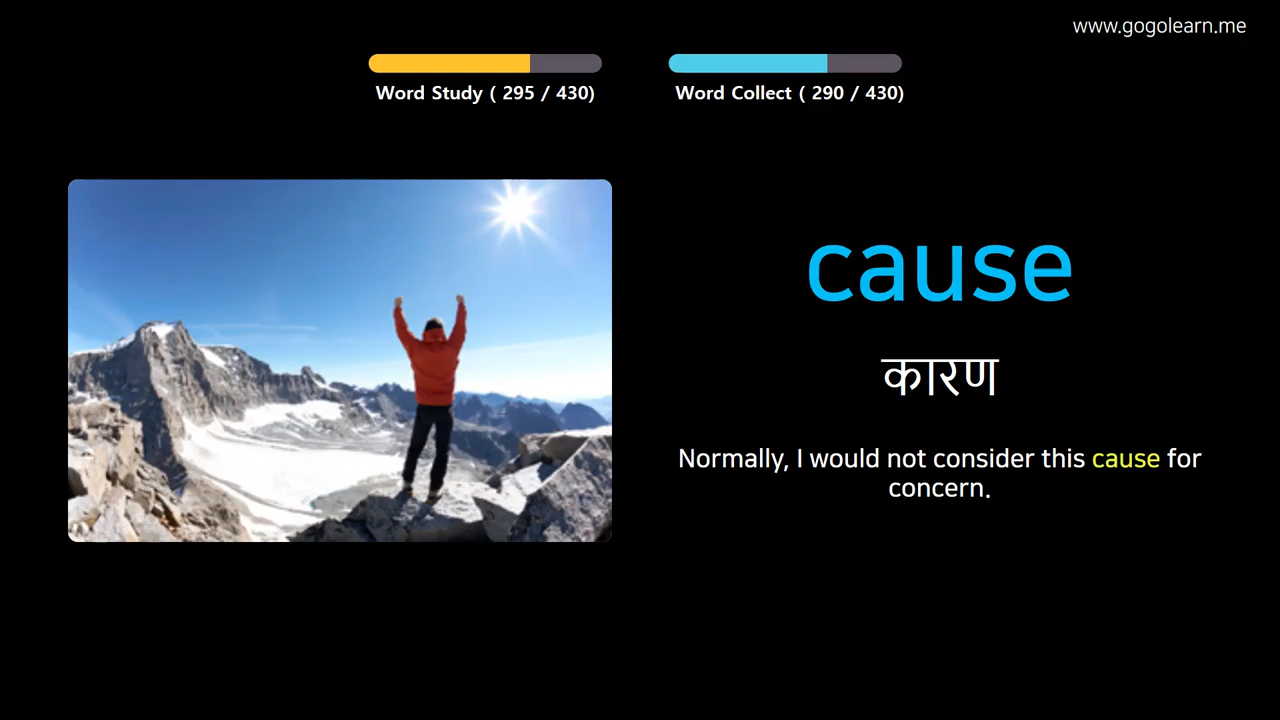 www.gogolearn.me
Word Study ( 295 / 430)
Word Collect ( 290 / 430)
cause
कारण
Normally, I would not consider this cause for
concern.